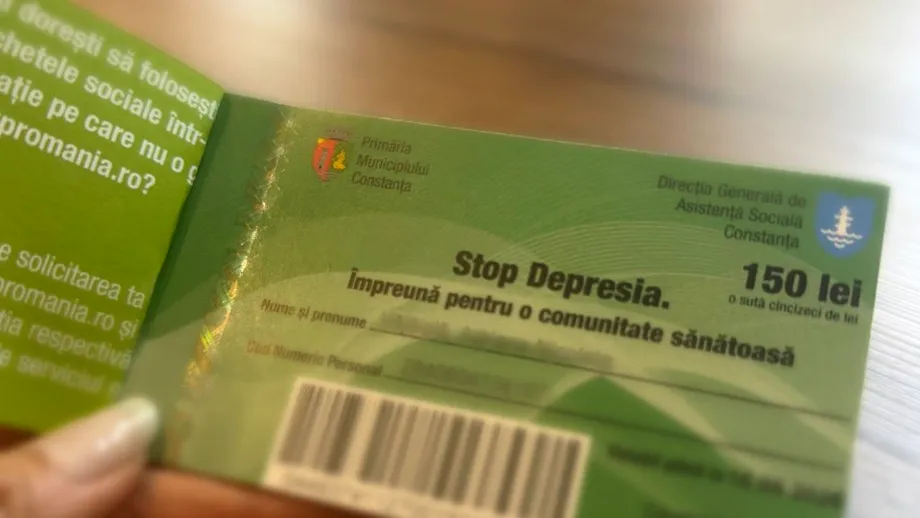 dorești să folosești
chetele sociale într-
ație pe care nu o g
promania.ro?
e solicitarea ta
promania.ro și
ția respectivă
Primăria
Municipiului
Constanța
Direcția Generală de
Asistență Socială
Constanța
Stop Depresia.
Împreună pentru o comunitate sănătoasă
150 lei
o sută cincizeci de lei
Nume și prenume
Cod Numeric Personal